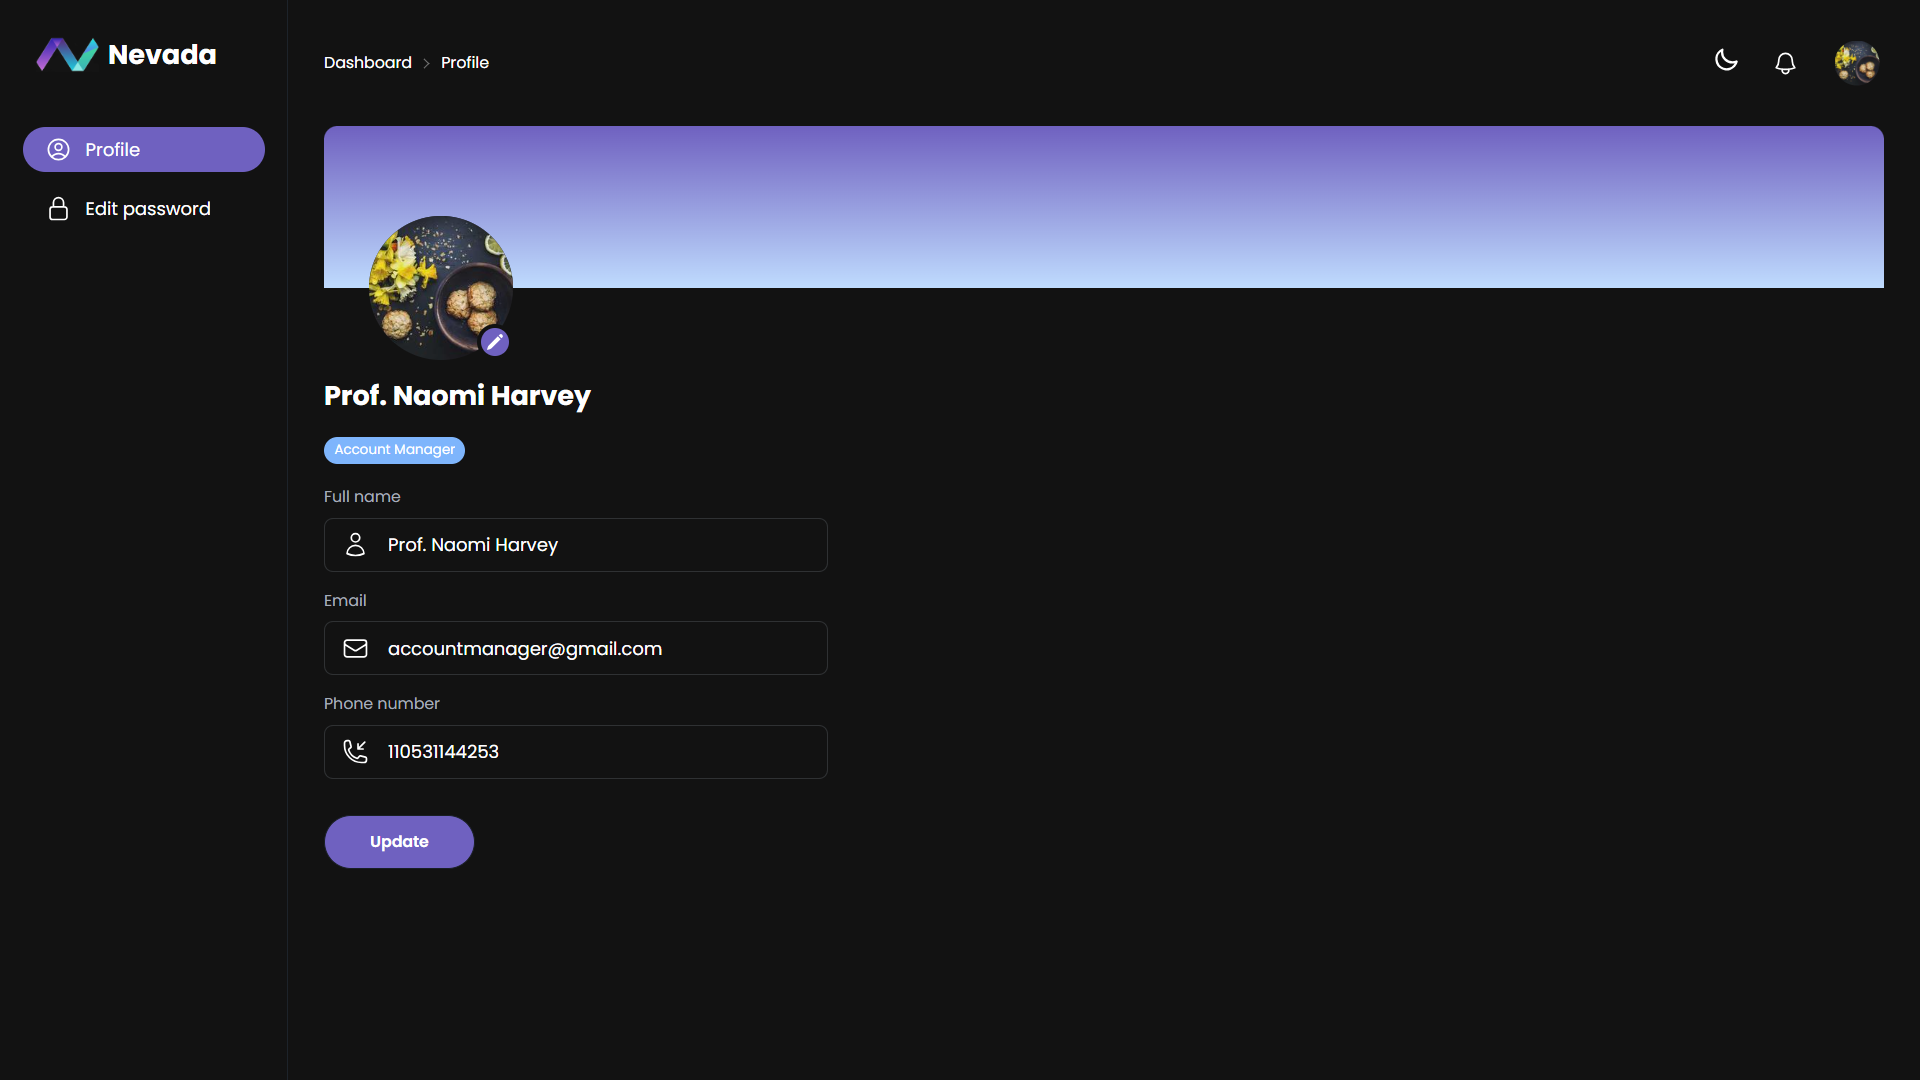 Nevada
Dashboard > Profile
Profile
Edit password
Prof. Naomi Harvey
Account Manager
Full name
Prof. Naomi Harvey
Email
accountmanager@gmail.com
Phone number
110531144253
Update